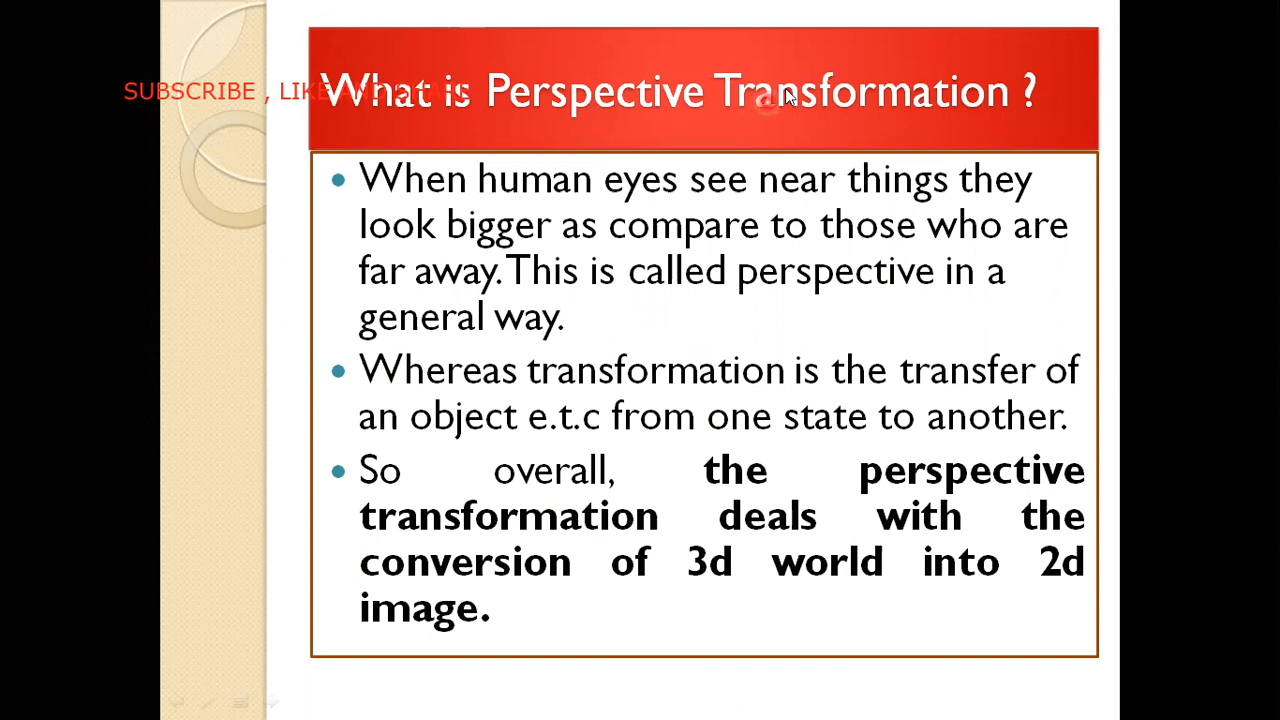 What is Perspective Transformation ?
SUBSCRIBE , LIKE AND SHARE
• When human eyes see near things they
look bigger as compare to those who are
far away. This is called perspective in a
general way.
• Whereas transformation is the transfer of
an object e.t.c from one state to another.
• So overall, the perspective
transformation deals with the
conversion of 3d world into 2d
image.